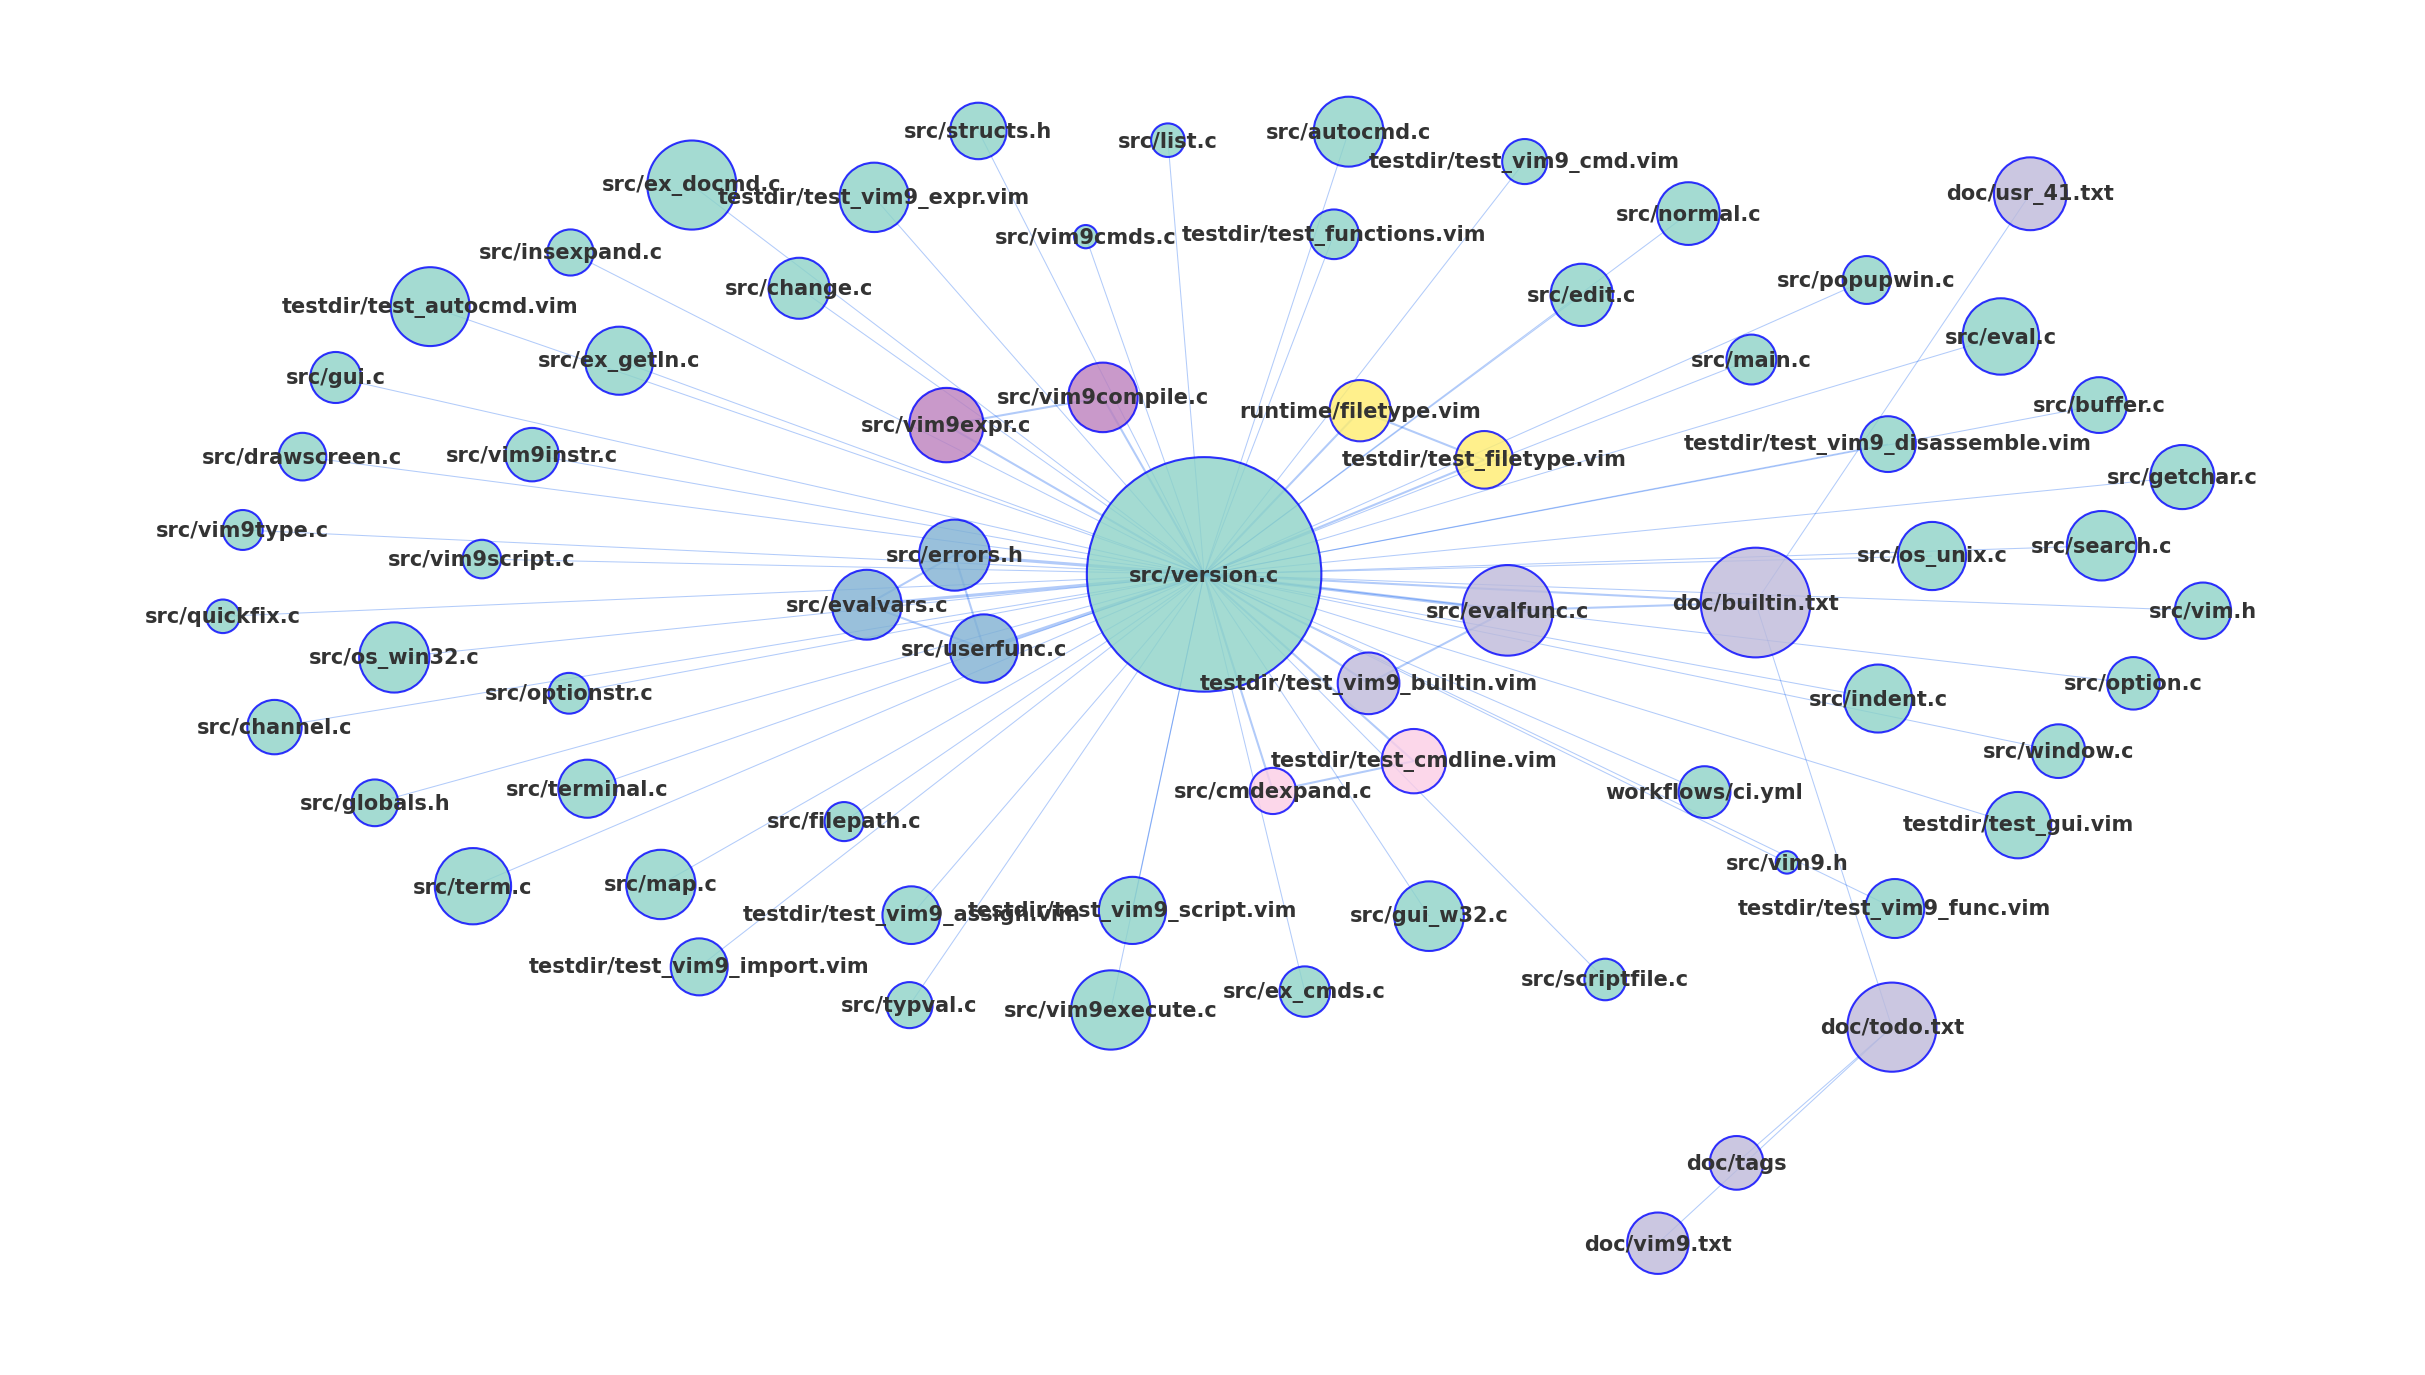 src/structs.h
src/list.c
src/autocmd.c
testdir/test_vim9_cmd.vim
src/ex_docmd.c
testdir/test_vim9_expr.vim
doc/usr_41.txt
src/normal.c
src/vim9cmds.c
testdir/test_functions.vim
src/insexpand.c
src/change.c
src/popupwin.c
src/edit.c
testdir/test_autocmd.vim
src/eval.c
src/ex_getln.c
src/main.c
src/gui.c
src/vim9compile.c
runtime/filetype.vim
src/buffer.c
src/vim9expr.c
testdir/test_vim9_disassemble.vim
src/drawscreen.c
src/vim9instr.c
testdir/test_filetype.vim
src/getchar.c
src/vim9type.c
src/vim9script.c
src/errors.h
src/version.c
src/os_unix.c
src/search.c
src/quickfix.c
src/evalvars.c
src/evalfunc.c
doc/builtin.txt
src/vim.h
src/os_win32.c
src/userfunc.c
src/optionstr.c
testdir/test_vim9_builtin.vim
src/indent.c
src/option.c
src/channel.c
src/window.c
testdir/test_cmdline.vim
src/globals.h
src/terminal.c
src/cmdexpand.c
workflows/ci.yml
src/filepath.c
testdir/test_gui.vim
src/vim9.h
src/term.c
src/map.c
testdir/test_vim9_assign.vim
testdir/test_vim9_script.vim
src/gui_w32.c
testdir/test_vim9_func.vim
testdir/test_vim9_import.vim
src/typval.c
src/vim9execute.c
src/ex_cmds.c
src/scriptfile.c
doc/todo.txt
doc/tags
doc/vim9.txt